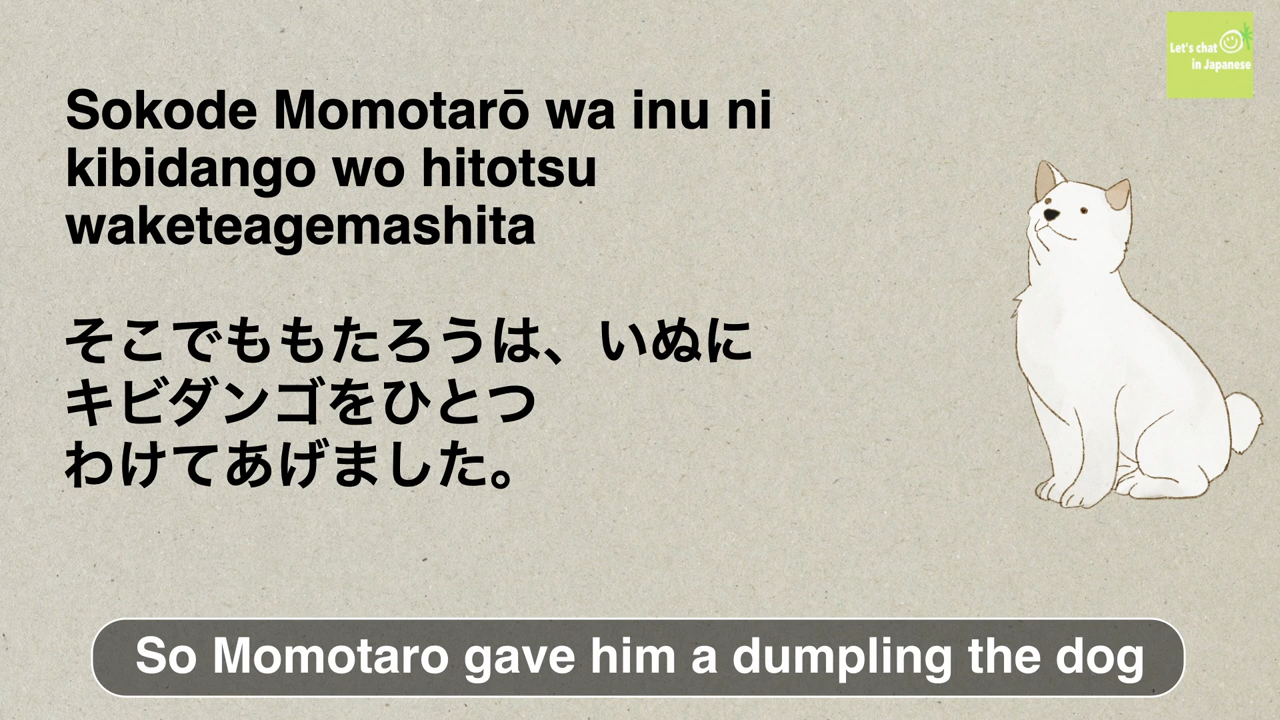 Let's chat
in Japanese
Sokode Momotarō wa inu ni
kibidango wo hitotsu
waketeagemashita
そこでももたろうは、いぬに
キビダンゴをひとつ
わけてあげました。
So Momotaro gave him a dumpling the dog